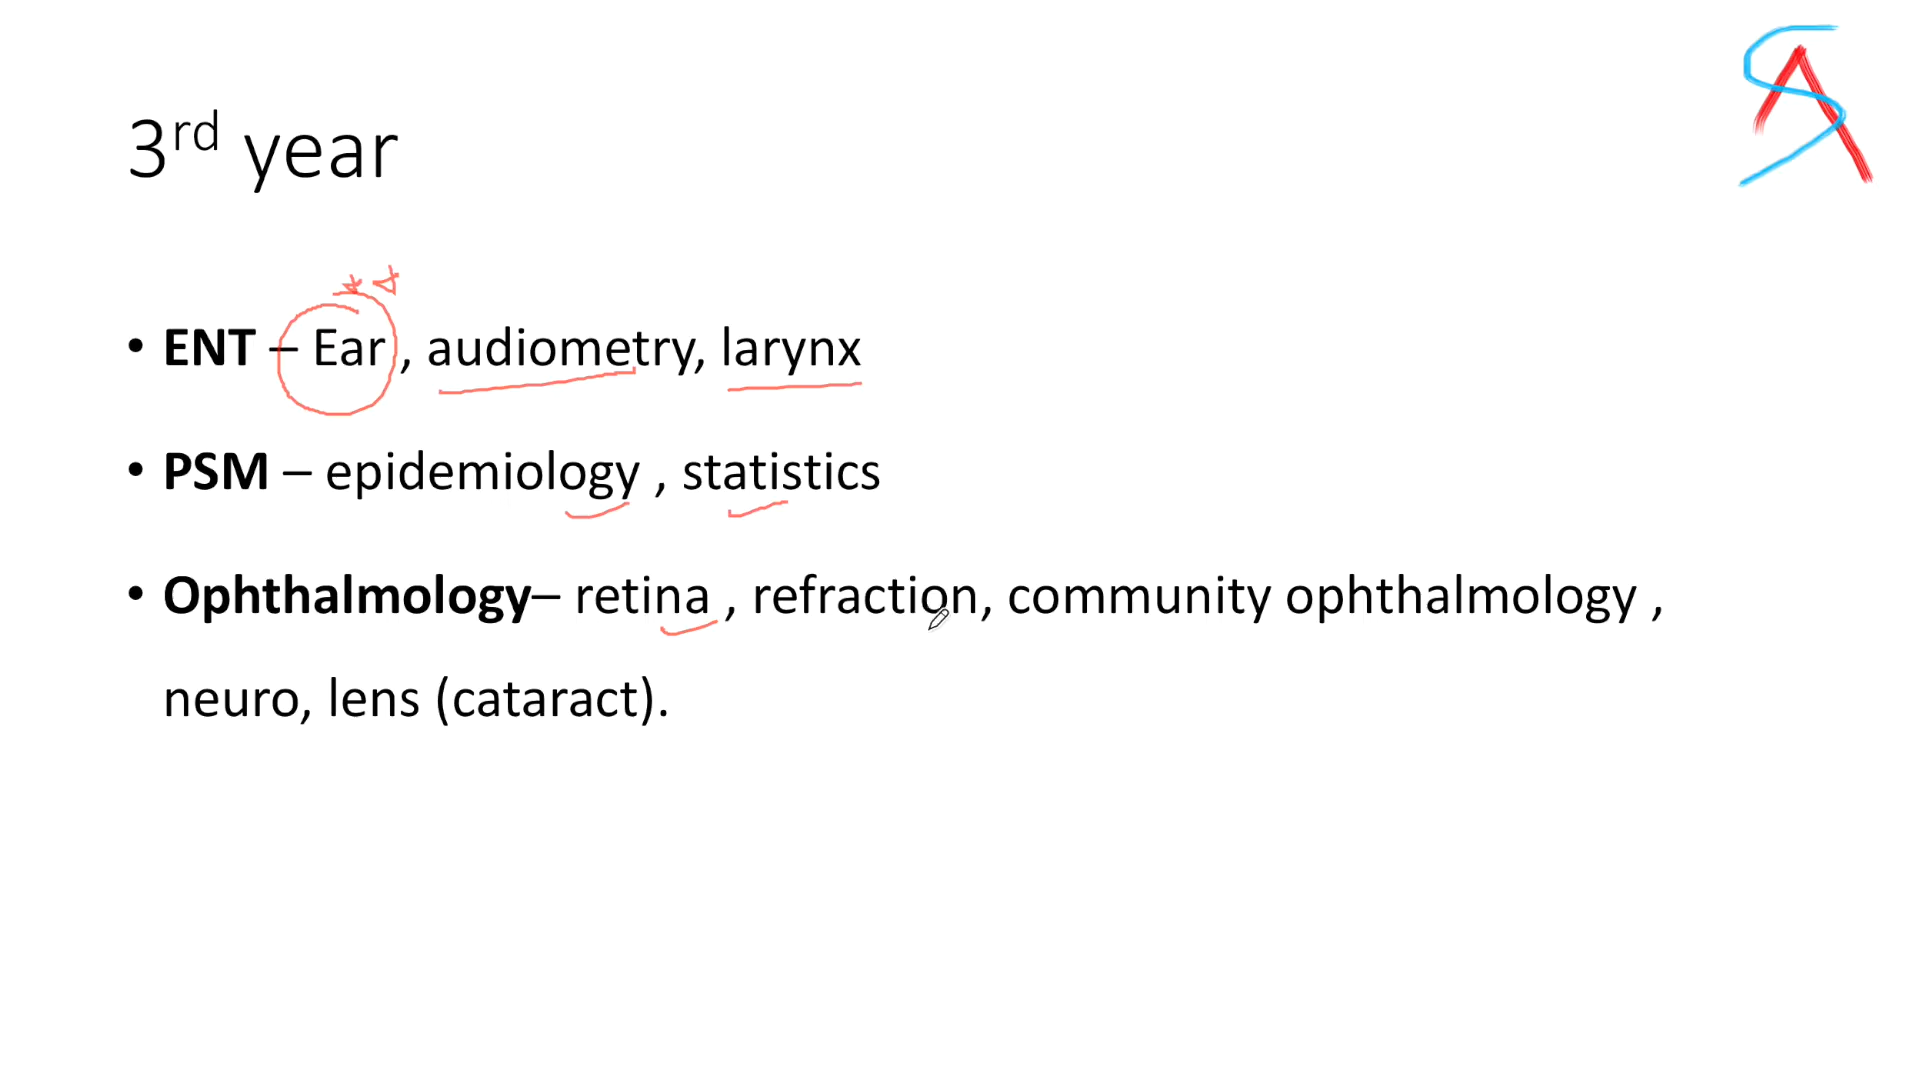 3rd year
• ENT – Ear , audiometry, larynx
• PSM – epidemiology , statistics
• Ophthalmology– retina , refraction, community ophthalmology ,
neuro, lens (cataract).